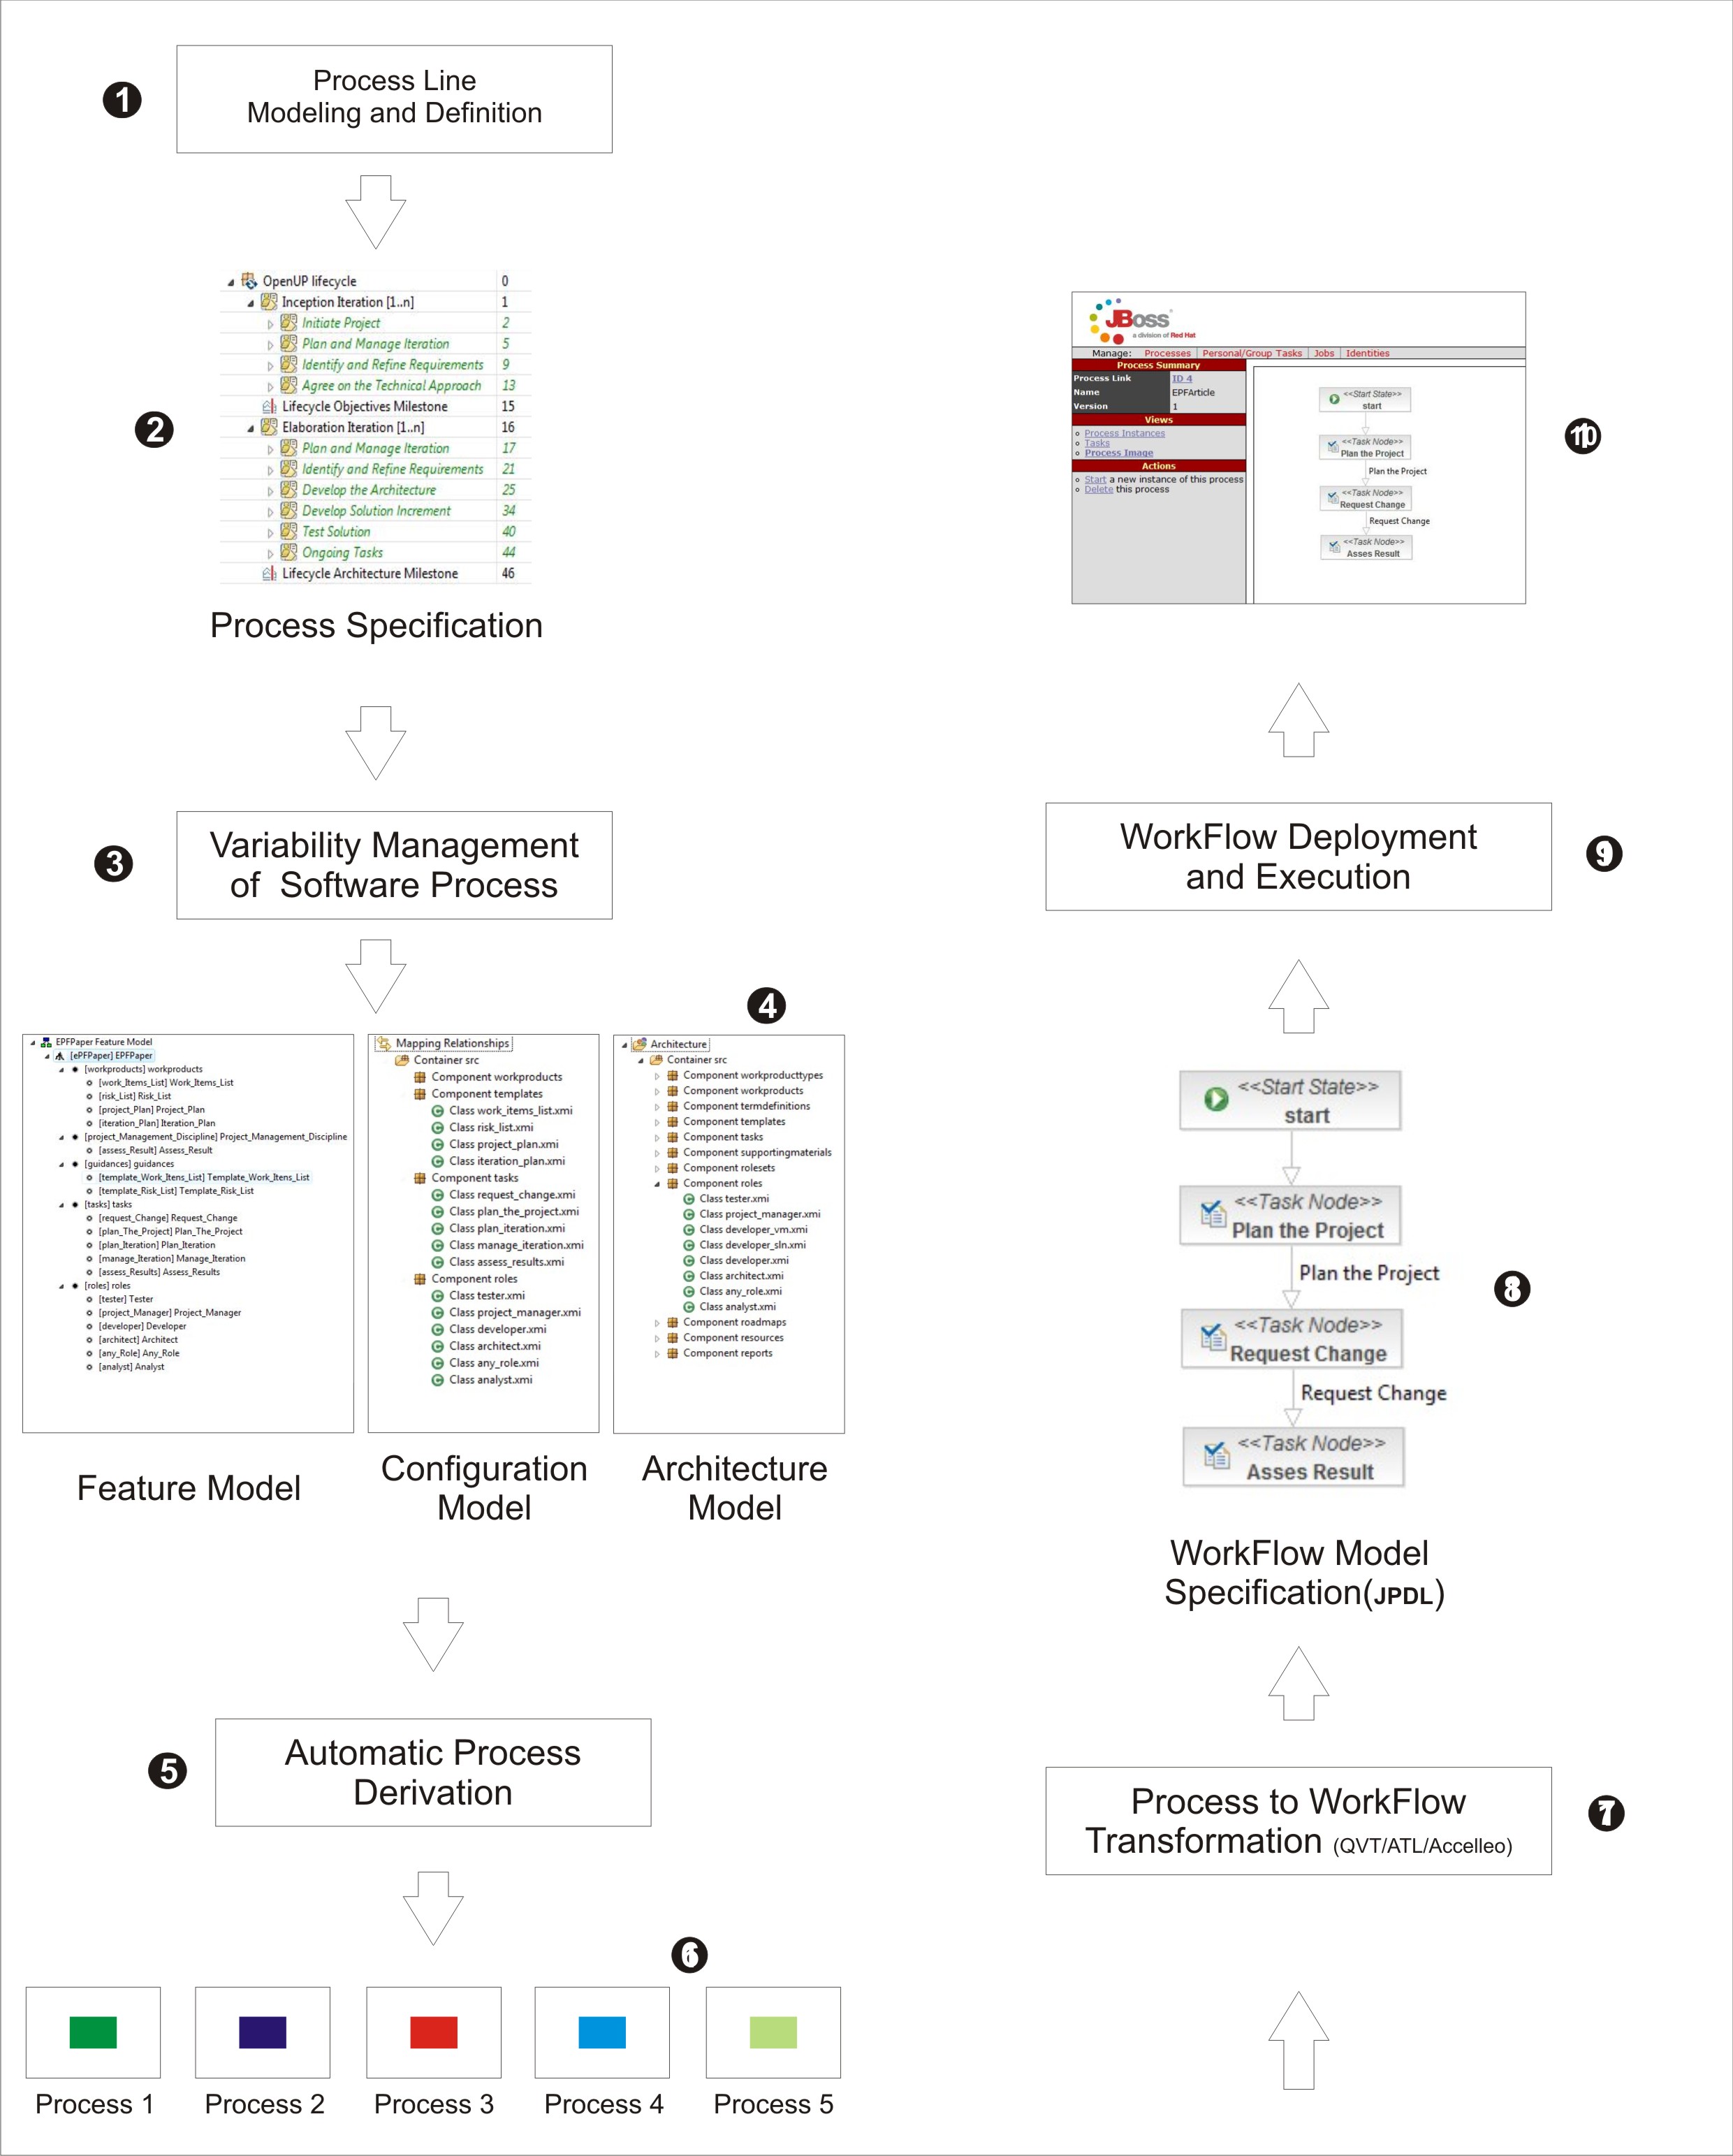 1
Process Line
Modeling and Definition
2
OpenUP lifecycle 0
Inception Iteration [1..n] 1
Initiate Project 2
Plan and Manage Iteration 5
Identify and Refine Requirements 9
Agree on the Technical Approach 13
Lifecycle Objectives Milestone 15
Elaboration Iteration [1..n] 16
Plan and Manage Iteration 17
Identify and Refine Requirements 21
Develop the Architecture 25
Develop Solution Increment 34
Test Solution 40
Ongoing Tasks 44
Lifecycle Architecture Milestone 46
Process Specification
3
Variability Management
of Software Process
4
EPFPaper Feature Model
[ePFPaper] EPFPaper
[workproducts] workproducts
[work_Items_List] Work_Items_List
[risk_List] Risk_List
[project_Plan] Project_Plan
[iteration_Plan] Iteration_Plan
[project_Management_Discipline] Project_Management_Discipline
[assess_Result] Assess_Result
[guidances] guidances
[template_Work_Itens_List] Template_Work_Itens_List
[template_Risk_List] Template_Risk_List
[tasks] tasks
[request_Change] Request_Change
[plan_The_Project] Plan_The_Project
[plan_Iteration] Plan_Iteration
[manage_Iteration] Manage_Iteration
[assess_Results] Assess_Results
[roles] roles
[tester] Tester
[project_Manager] Project_Manager
[developer] Developer
[architect] Architect
[any_Role] Any_Role
[analyst] Analyst
Feature Model
Mapping Relationships
Container src
Component workproducts
Component templates
Class work_items_list.xmi
Class risk_list.xmi
Class project_plan.xmi
Class iteration_plan.xmi
Component tasks
Class request_change.xmi
Class plan_the_project.xmi
Class plan_iteration.xmi
Class manage_iteration.xmi
Class assess_results.xmi
Component roles
Class tester.xmi
Class project_manager.xmi
Class developer.xmi
Class architect.xmi
Class any_role.xmi
Class analyst.xmi
Configuration
Model
Architecture
Container src
Component workproducttypes
Component workproducts
Component termdefinitions
Component templates
Component tasks
Component supportingmaterials
Component rolesets
Component roles
Class tester.xmi
Class project_manager.xmi
Class developer_vm.xmi
Class developer_sln.xmi
Class developer.xmi
Class architect.xmi
Class any_role.xmi
Class analyst.xmi
Component roadmaps
Component resources
Component reports
Architecture
Model
5
Automatic Process
Derivation
6
Process 1
Process 2
Process 3
Process 4
Process 5
Process to WorkFlow
Transformation (QVT/ATL/Accelleo)
7
<<Start State>>
start
<<Task Node>>
Plan the Project
Plan the Project
<<Task Node>>
Request Change
Request Change
<<Task Node>>
Asses Result
8
WorkFlow Model
Specification(JPDL)
WorkFlow Deployment
and Execution
9
JBoss
a division of Red Hat
Manage: Processes Personal/Group Tasks Jobs Identities
Process Summary
Process Link ID 4
Name EPFArticle
Version 1
Views
Process Instances
Tasks
Process Image
Actions
Start a new instance of this process
Delete this process
<<Start State>>
start
<<Task Node>>
Plan the Project
Plan the Project
<<Task Node>>
Request Change
Request Change
<<Task Node>>
Asses Result
10